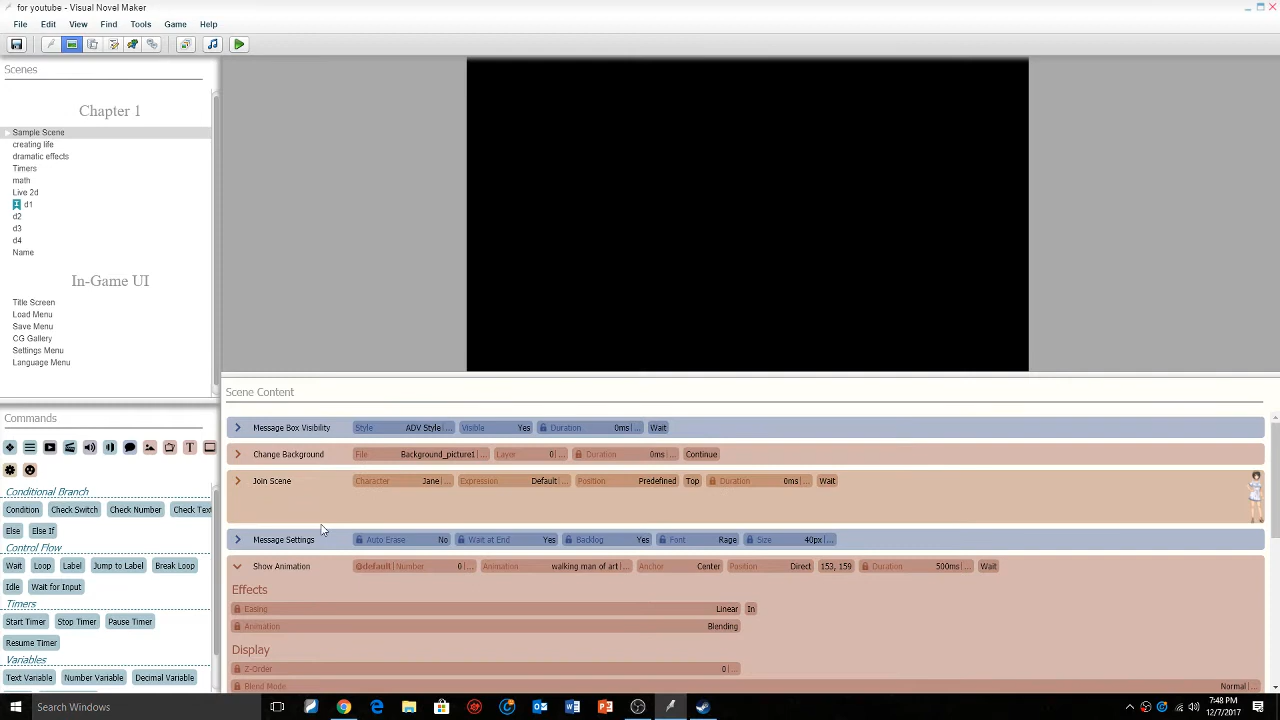 for youtube - Visual Novel Maker
File Edit View Find Tools Game Help
Scenes
Chapter 1
Sample Scene
creating life
dramatic effects
Timers
math
Live 2d
d1
d2
d3
d4
Name
In-Game UI
Title Screen
Load Menu
Save Menu
CG Gallery
Settings Menu
Language Menu
Commands
Conditional Branch
Condition Check Switch Check Number Check Text
Else Else If
Control Flow
Wait Loop Label Jump to Label Break Loop
Idle Wait for Input
Timers
Start Timer Stop Timer Pause Timer
Resume Timer
Variables
Text Variable Number Variable Decimal Variable
Scene Content
Message Box Visibility Style ADV Style ... Visible Yes Duration 0ms ... Wait
Change Background File Background_picture1 ... Layer 0 ... Duration 0ms ... Continue
Join Scene Character Jane ... Expression Default ... Position Predefined Top Duration 0ms ... Wait
Message Settings Auto Erase No Wait at End Yes Backlog Yes Font Rage Size 40px ...
Show Animation @default Number 0 ... Animation walking man of art ... Anchor Center Position Direct 153, 159 Duration 500ms ... Wait
Effects
Easing Linear In
Animation Blending
Display
Z-Order 0 ...
Blend Mode Normal ...
Search Windows
7:48 PM
12/7/2017